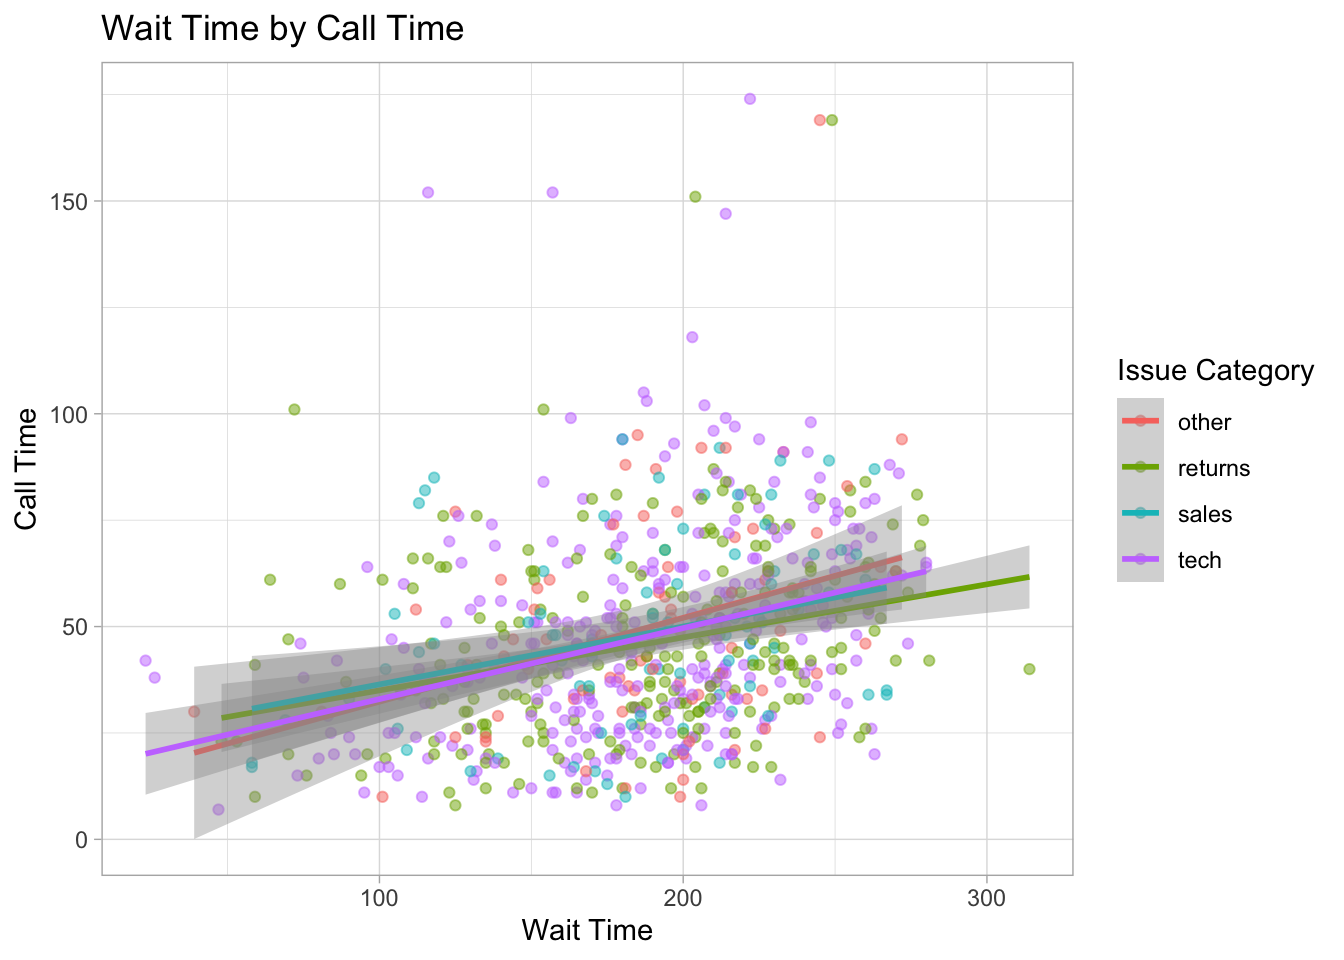 Wait Time by Call Time
150
100
50
0
Call Time
100
200
300
Wait Time
Issue Category
other
returns
sales
tech